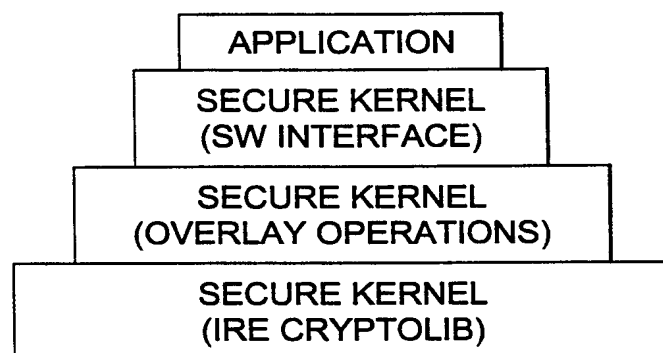 APPLICATION
SECURE KERNEL
(SW INTERFACE)
SECURE KERNEL
(OVERLAY OPERATIONS)
SECURE KERNEL
(IRE CRYPTOLIB)